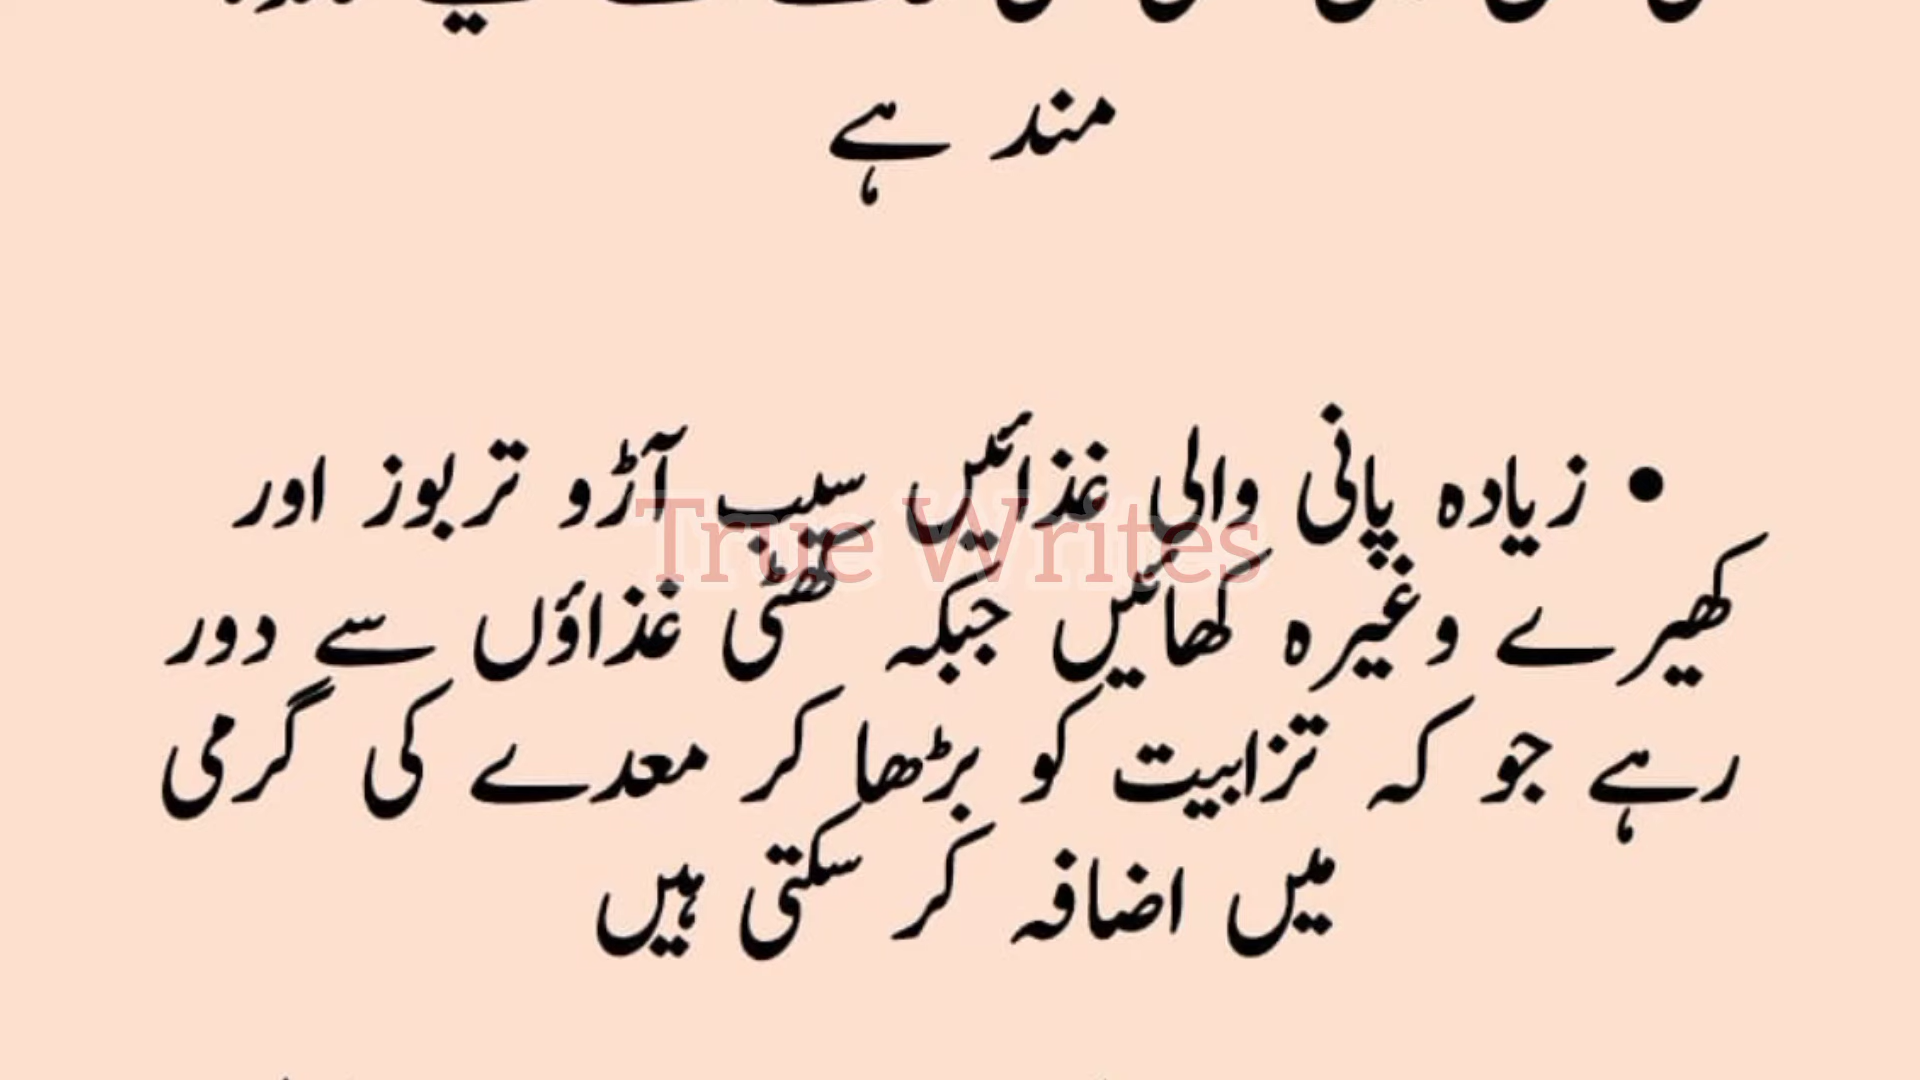 مند ہے
• زیادہ پانی والی غذائیں سیب آڑو تربوز اور
کھیرے وغیرہ کھائیں جبکہ کھٹی غذاؤں سے دور
رہے جو کہ تزابیت کو بڑھا کر معدے کی گرمی
میں اضافہ کر سکتی ہیں
True Writes